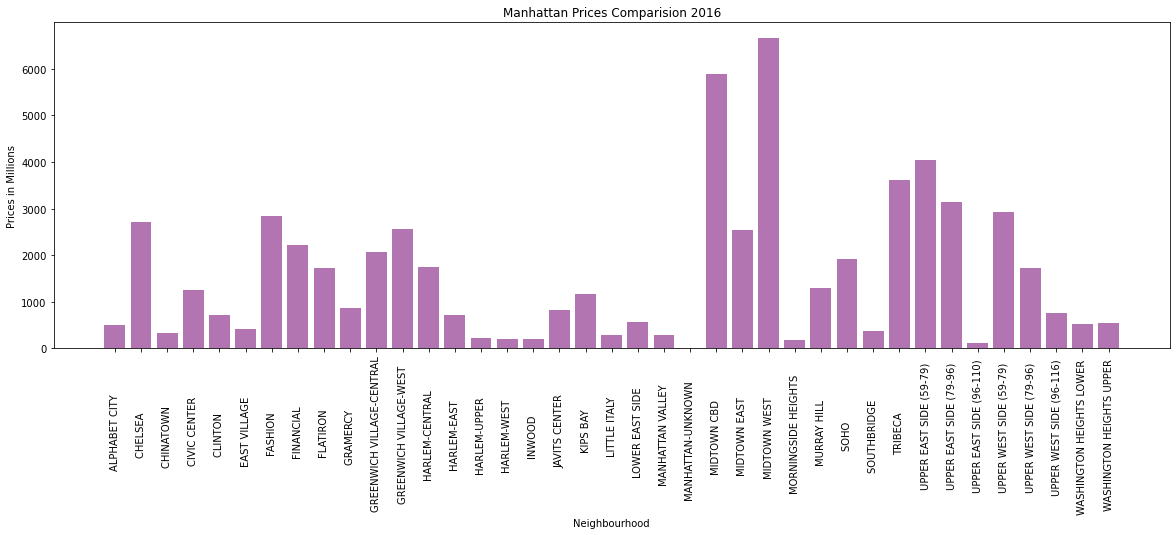 Manhattan Prices Comparision 2016
Prices in Millions
6000
5000
4000
3000
2000
1000
0
ALPHABET CITY
CHELSEA
CHINATOWN
CIVIC CENTER
CLINTON
EAST VILLAGE
FASHION
FINANCIAL
FLATIRON
GRAMERCY
GREENWICH VILLAGE-CENTRAL
GREENWICH VILLAGE-WEST
HARLEM-CENTRAL
HARLEM-EAST
HARLEM-UPPER
HARLEM-WEST
INWOOD
JAVITS CENTER
KIPS BAY
LITTLE ITALY
LOWER EAST SIDE
MANHATTAN VALLEY
MANHATTAN-UNKNOWN
MIDTOWN CBD
MIDTOWN EAST
MIDTOWN WEST
MORNINGSIDE HEIGHTS
MURRAY HILL
SOHO
SOUTHBRIDGE
TRIBECA
UPPER EAST SIDE (59-79)
UPPER EAST SIDE (79-96)
UPPER EAST SIDE (96-110)
UPPER WEST SIDE (59-79)
UPPER WEST SIDE (79-96)
UPPER WEST SIDE (96-116)
WASHINGTON HEIGHTS LOWER
WASHINGTON HEIGHTS UPPER
Neighbourhood